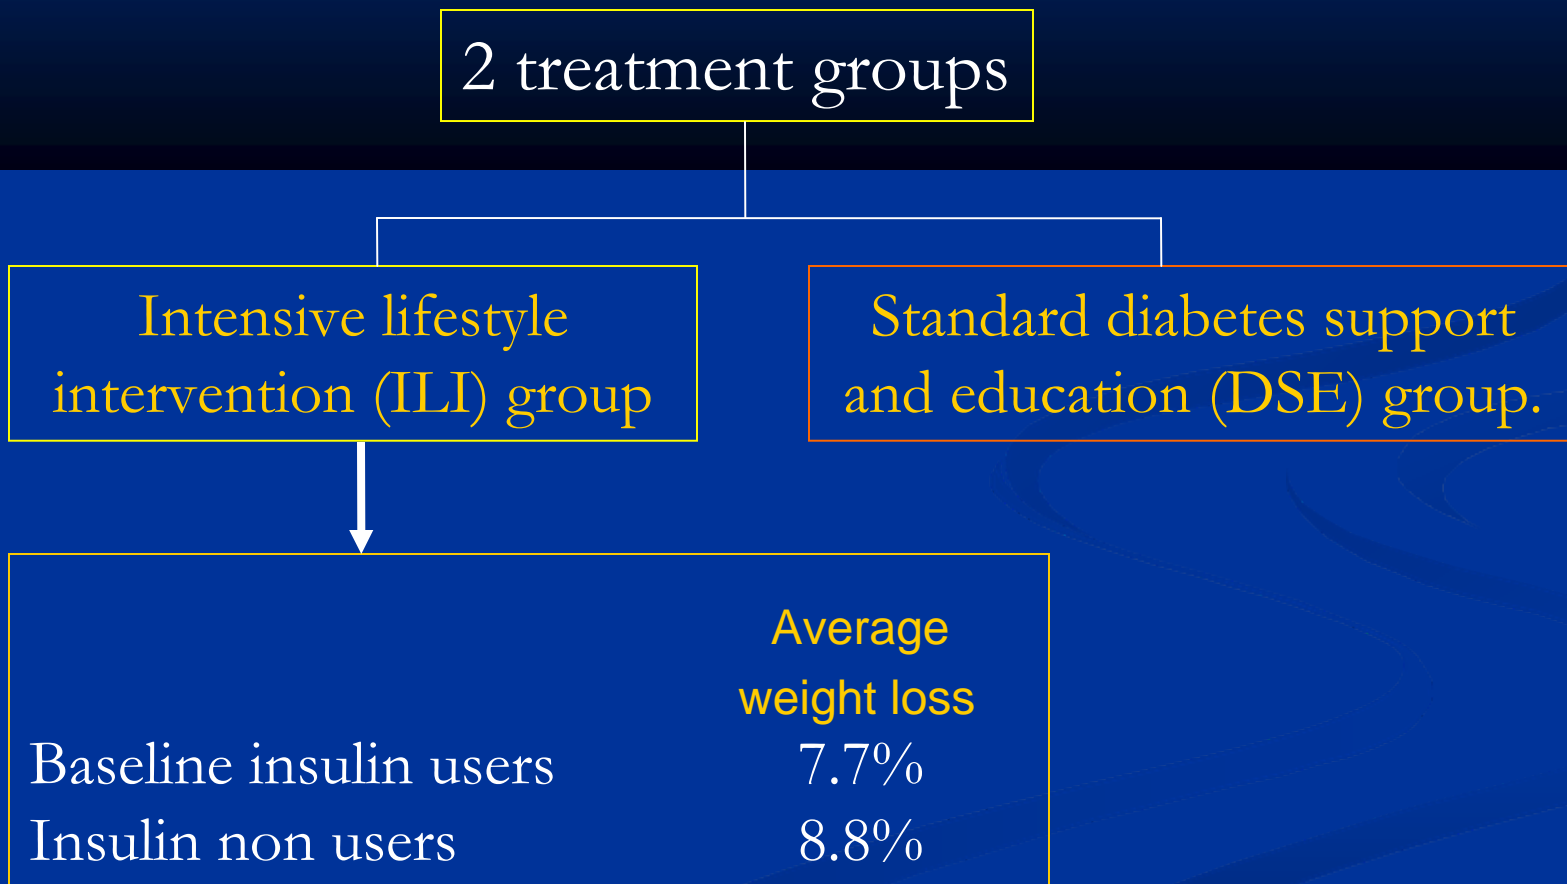 2 treatment groups
Intensive lifestyle
intervention (ILI) group
Standard diabetes support
and education (DSE) group.
Average
weight loss
Baseline insulin users 7.7%
Insulin non users 8.8%